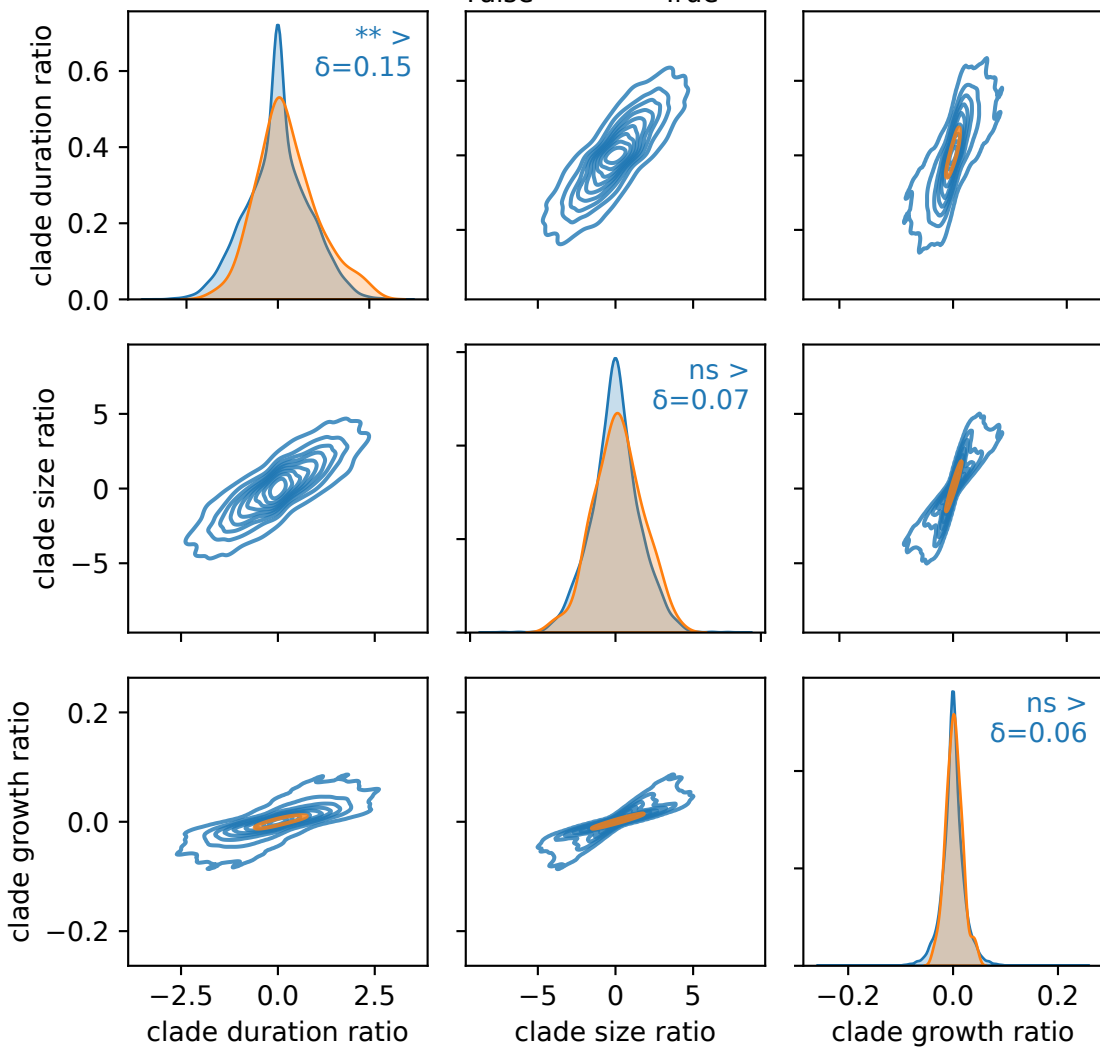 ** >
δ=0.15
clade duration ratio
0.6
0.4
0.2
0.0
ns >
δ=0.07
clade size ratio
5
0
−5
ns >
δ=0.06
clade growth ratio
0.2
0.0
−0.2
−2.5 0.0 2.5 −5 0 5 −0.2 0.0 0.2
clade duration ratio clade size ratio clade growth ratio